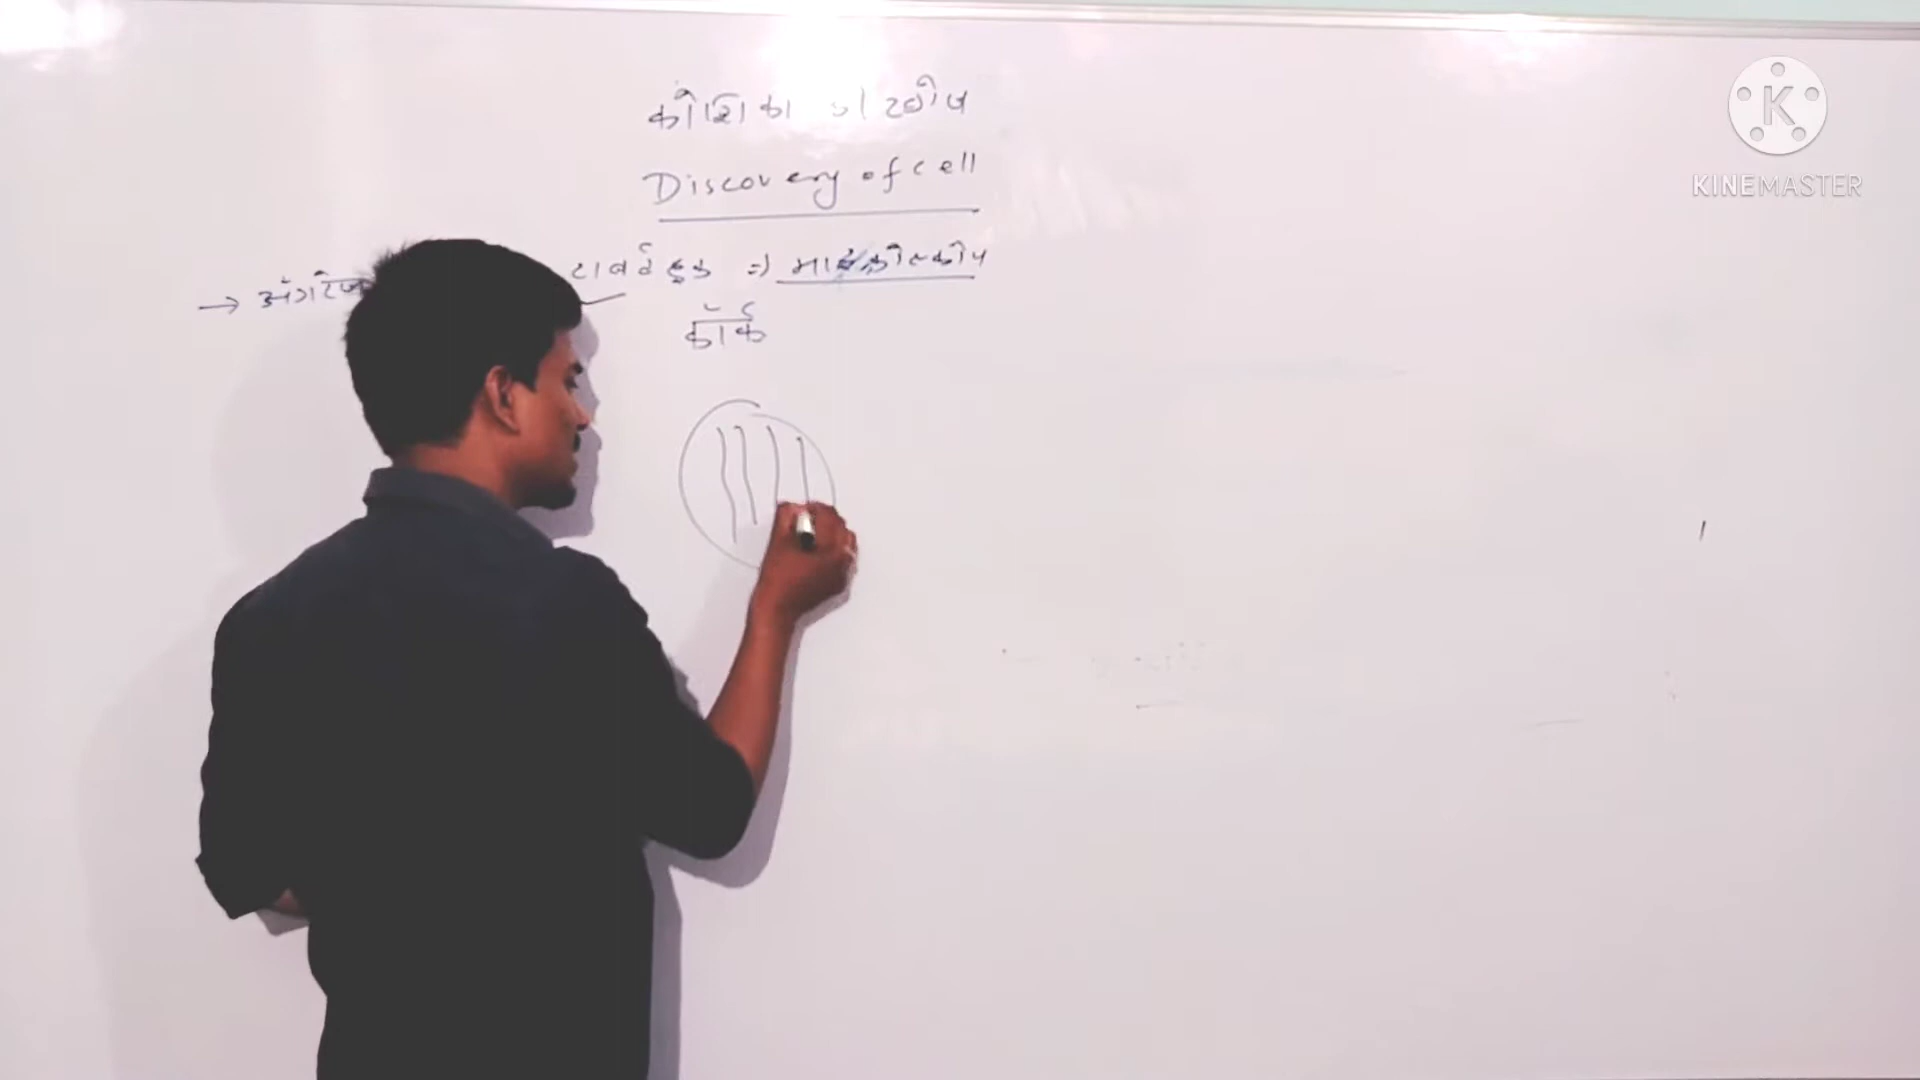 कोशिका की खोज
Discovery of cell
→ अंगरेज रावर्ट हुक => माइक्रोस्कोप
कॉर्क
KINEMASTER